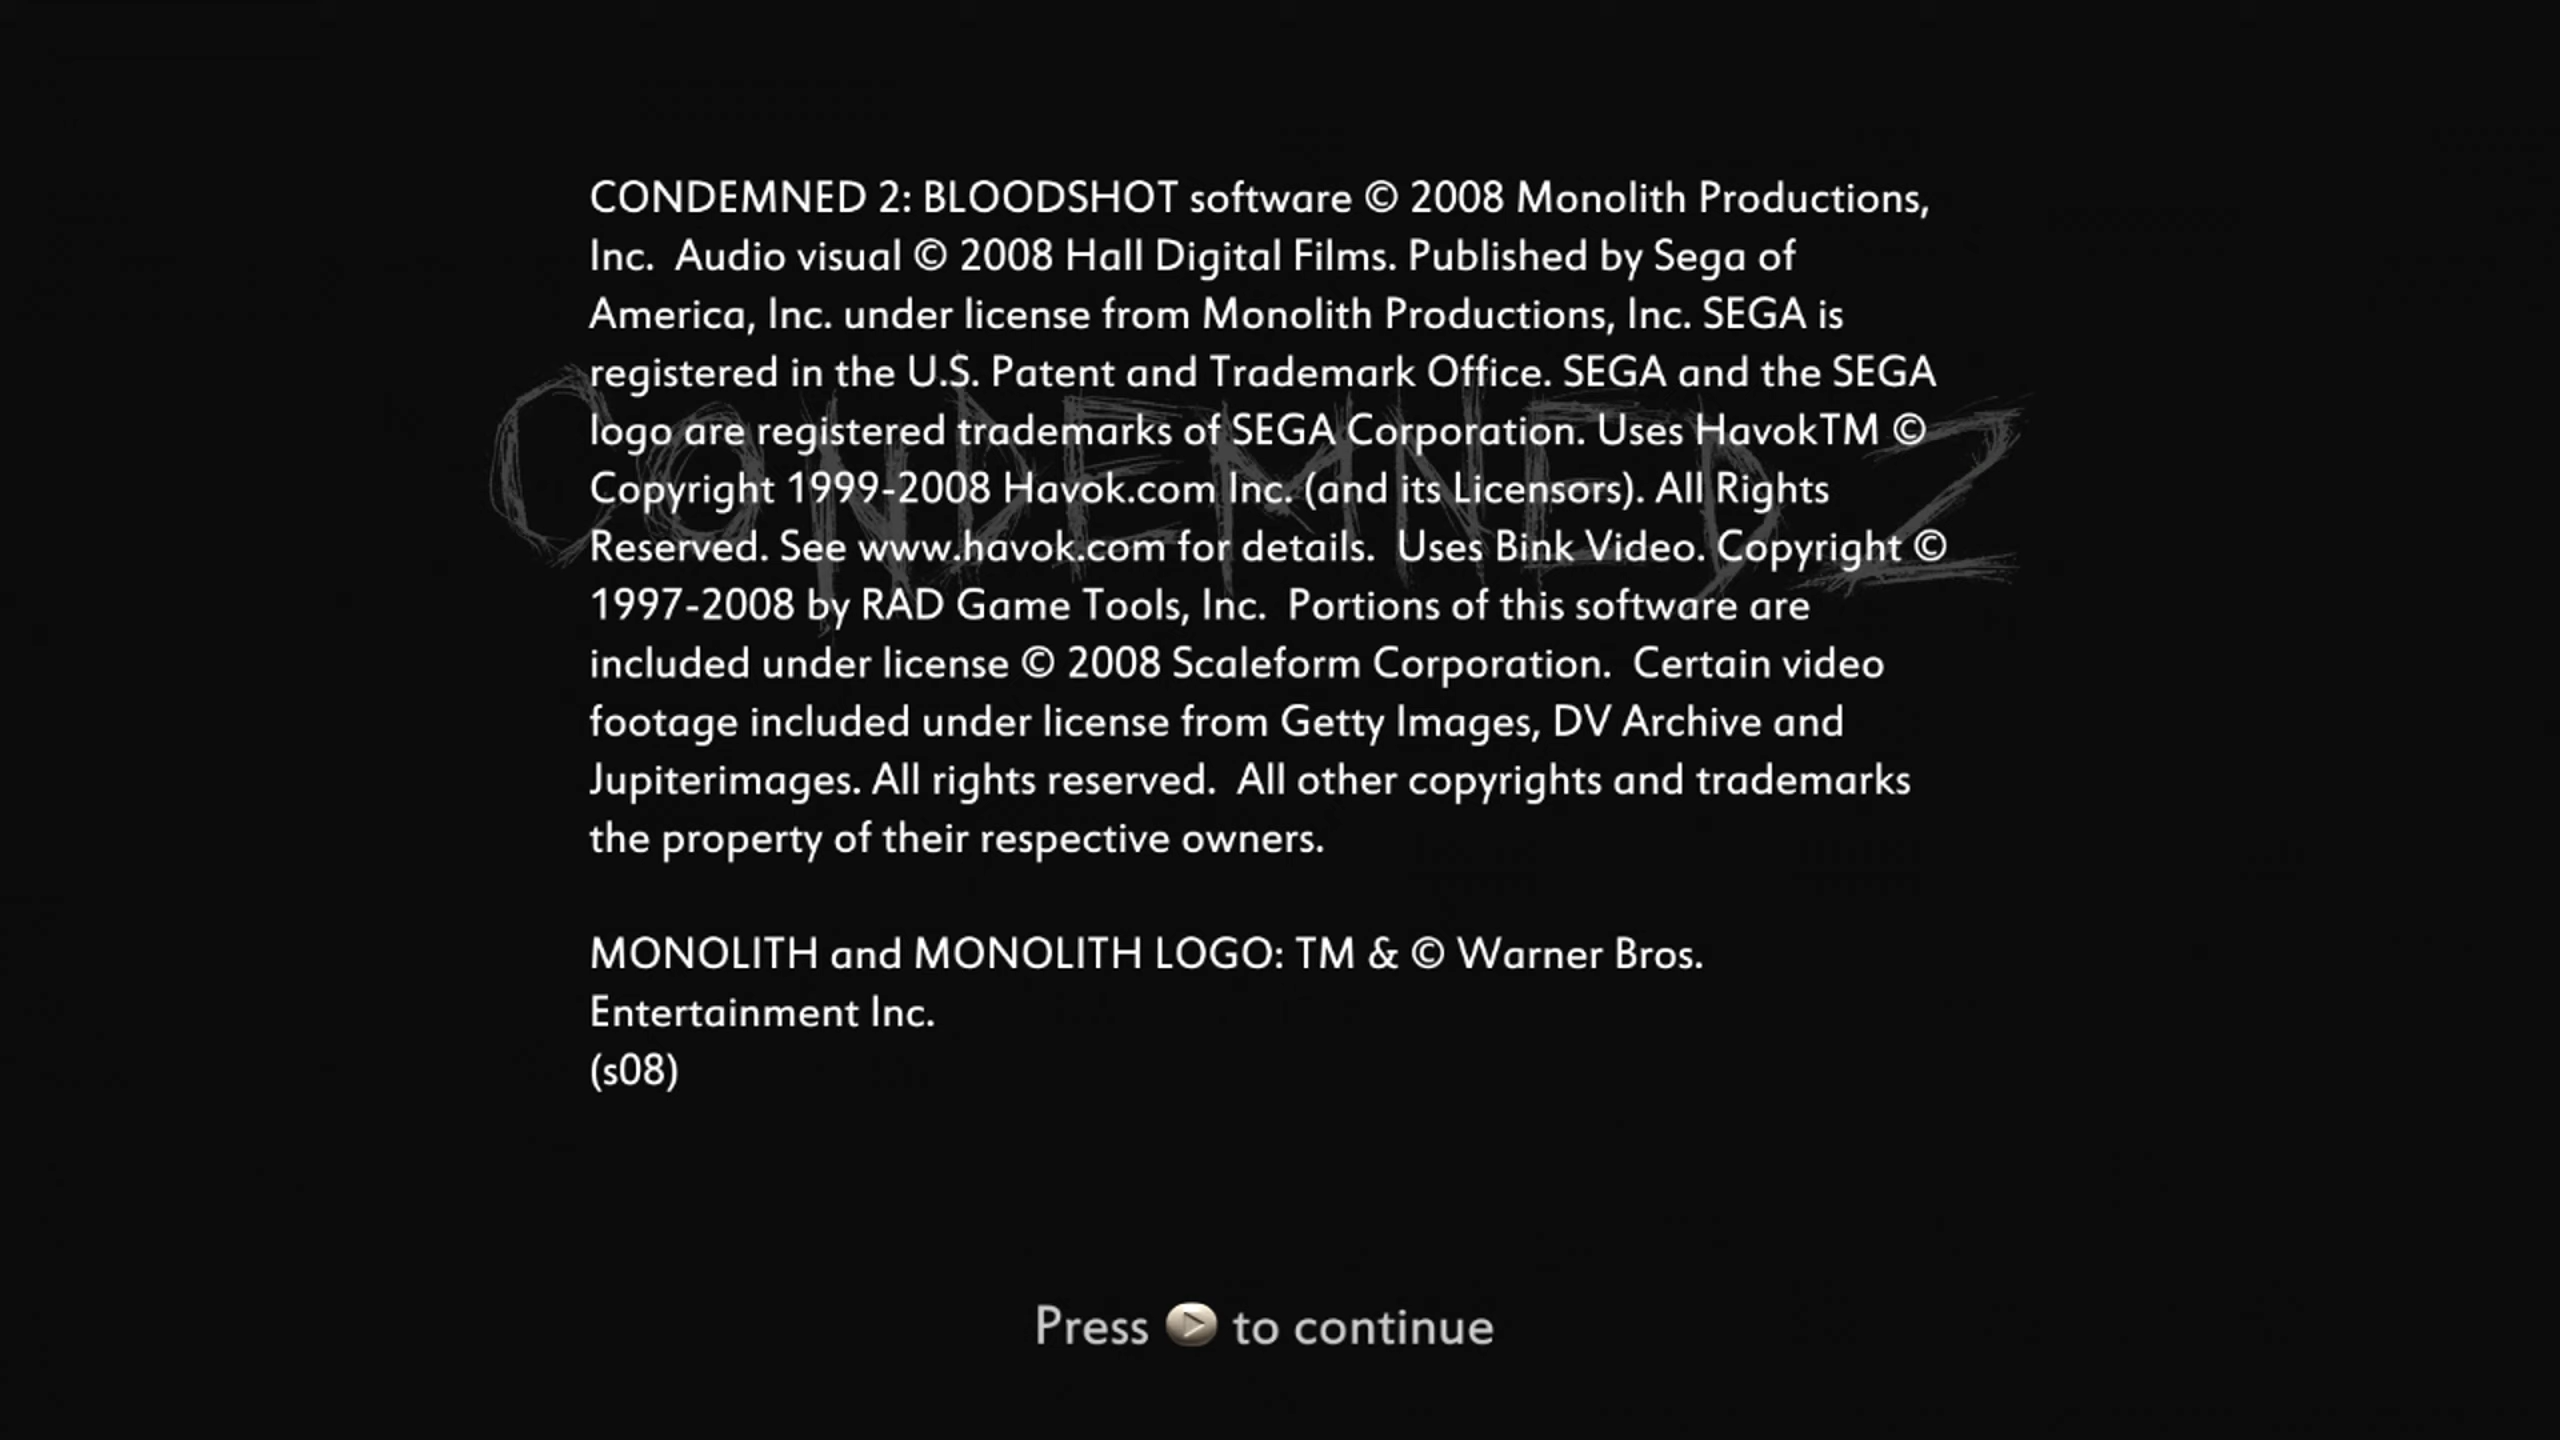 CONDEMNED 2: BLOODSHOT software © 2008 Monolith Productions,
Inc.  Audio visual © 2008 Hall Digital Films. Published by Sega of
America, Inc. under license from Monolith Productions, Inc. SEGA is
registered in the U.S. Patent and Trademark Office. SEGA and the SEGA
logo are registered trademarks of SEGA Corporation. Uses HavokTM ©
Copyright 1999-2008 Havok.com Inc. (and its Licensors). All Rights
Reserved. See www.havok.com for details.  Uses Bink Video. Copyright ©
1997-2008 by RAD Game Tools, Inc.  Portions of this software are
included under license © 2008 Scaleform Corporation.  Certain video
footage included under license from Getty Images, DV Archive and
Jupiterimages. All rights reserved.  All other copyrights and trademarks
the property of their respective owners.
MONOLITH and MONOLITH LOGO: TM & © Warner Bros.
Entertainment Inc.
(s08)
CONDEMNED 2
Press to continue